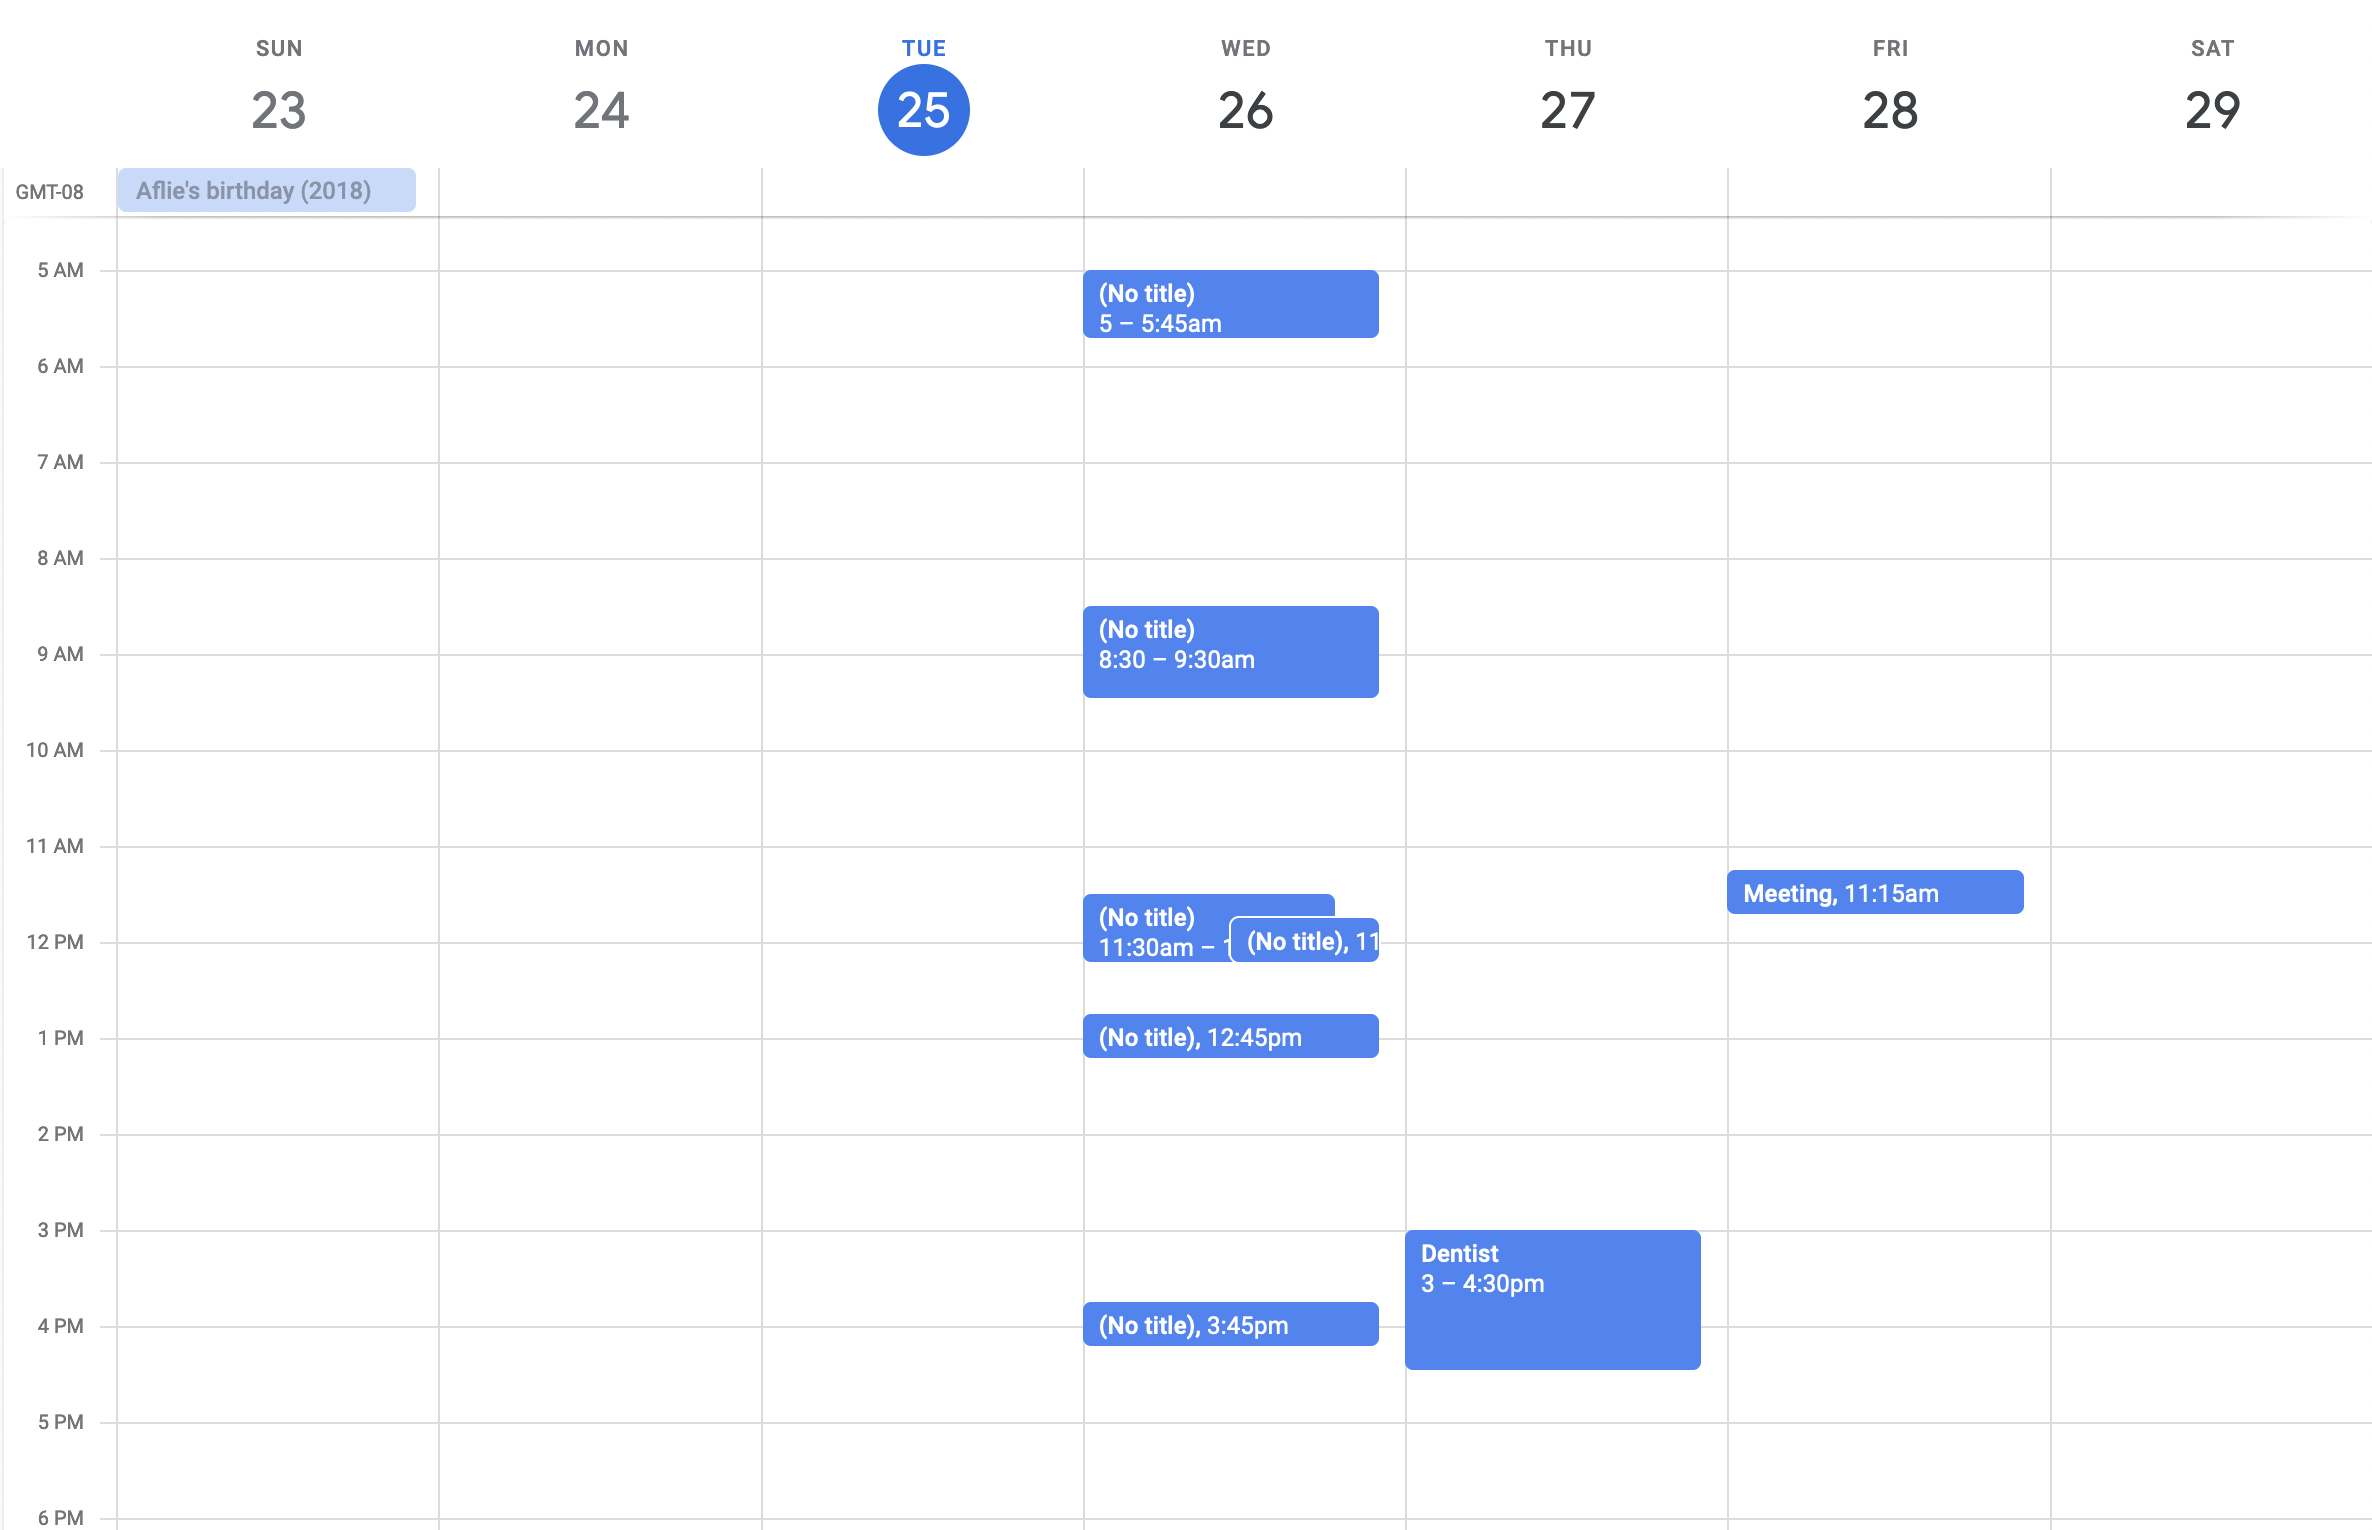 SUN MON TUE WED THU FRI SAT
23 24 25 26 27 28 29
GMT-08
Aflie's birthday (2018)
5 AM
(No title)
5 – 5:45am
6 AM
7 AM
8 AM
(No title)
8:30 – 9:30am
9 AM
10 AM
11 AM
Meeting, 11:15am
(No title)
11:30am –
(No title), 11
12 PM
(No title), 12:45pm
1 PM
2 PM
3 PM
Dentist
3 – 4:30pm
(No title), 3:45pm
4 PM
5 PM
6 PM